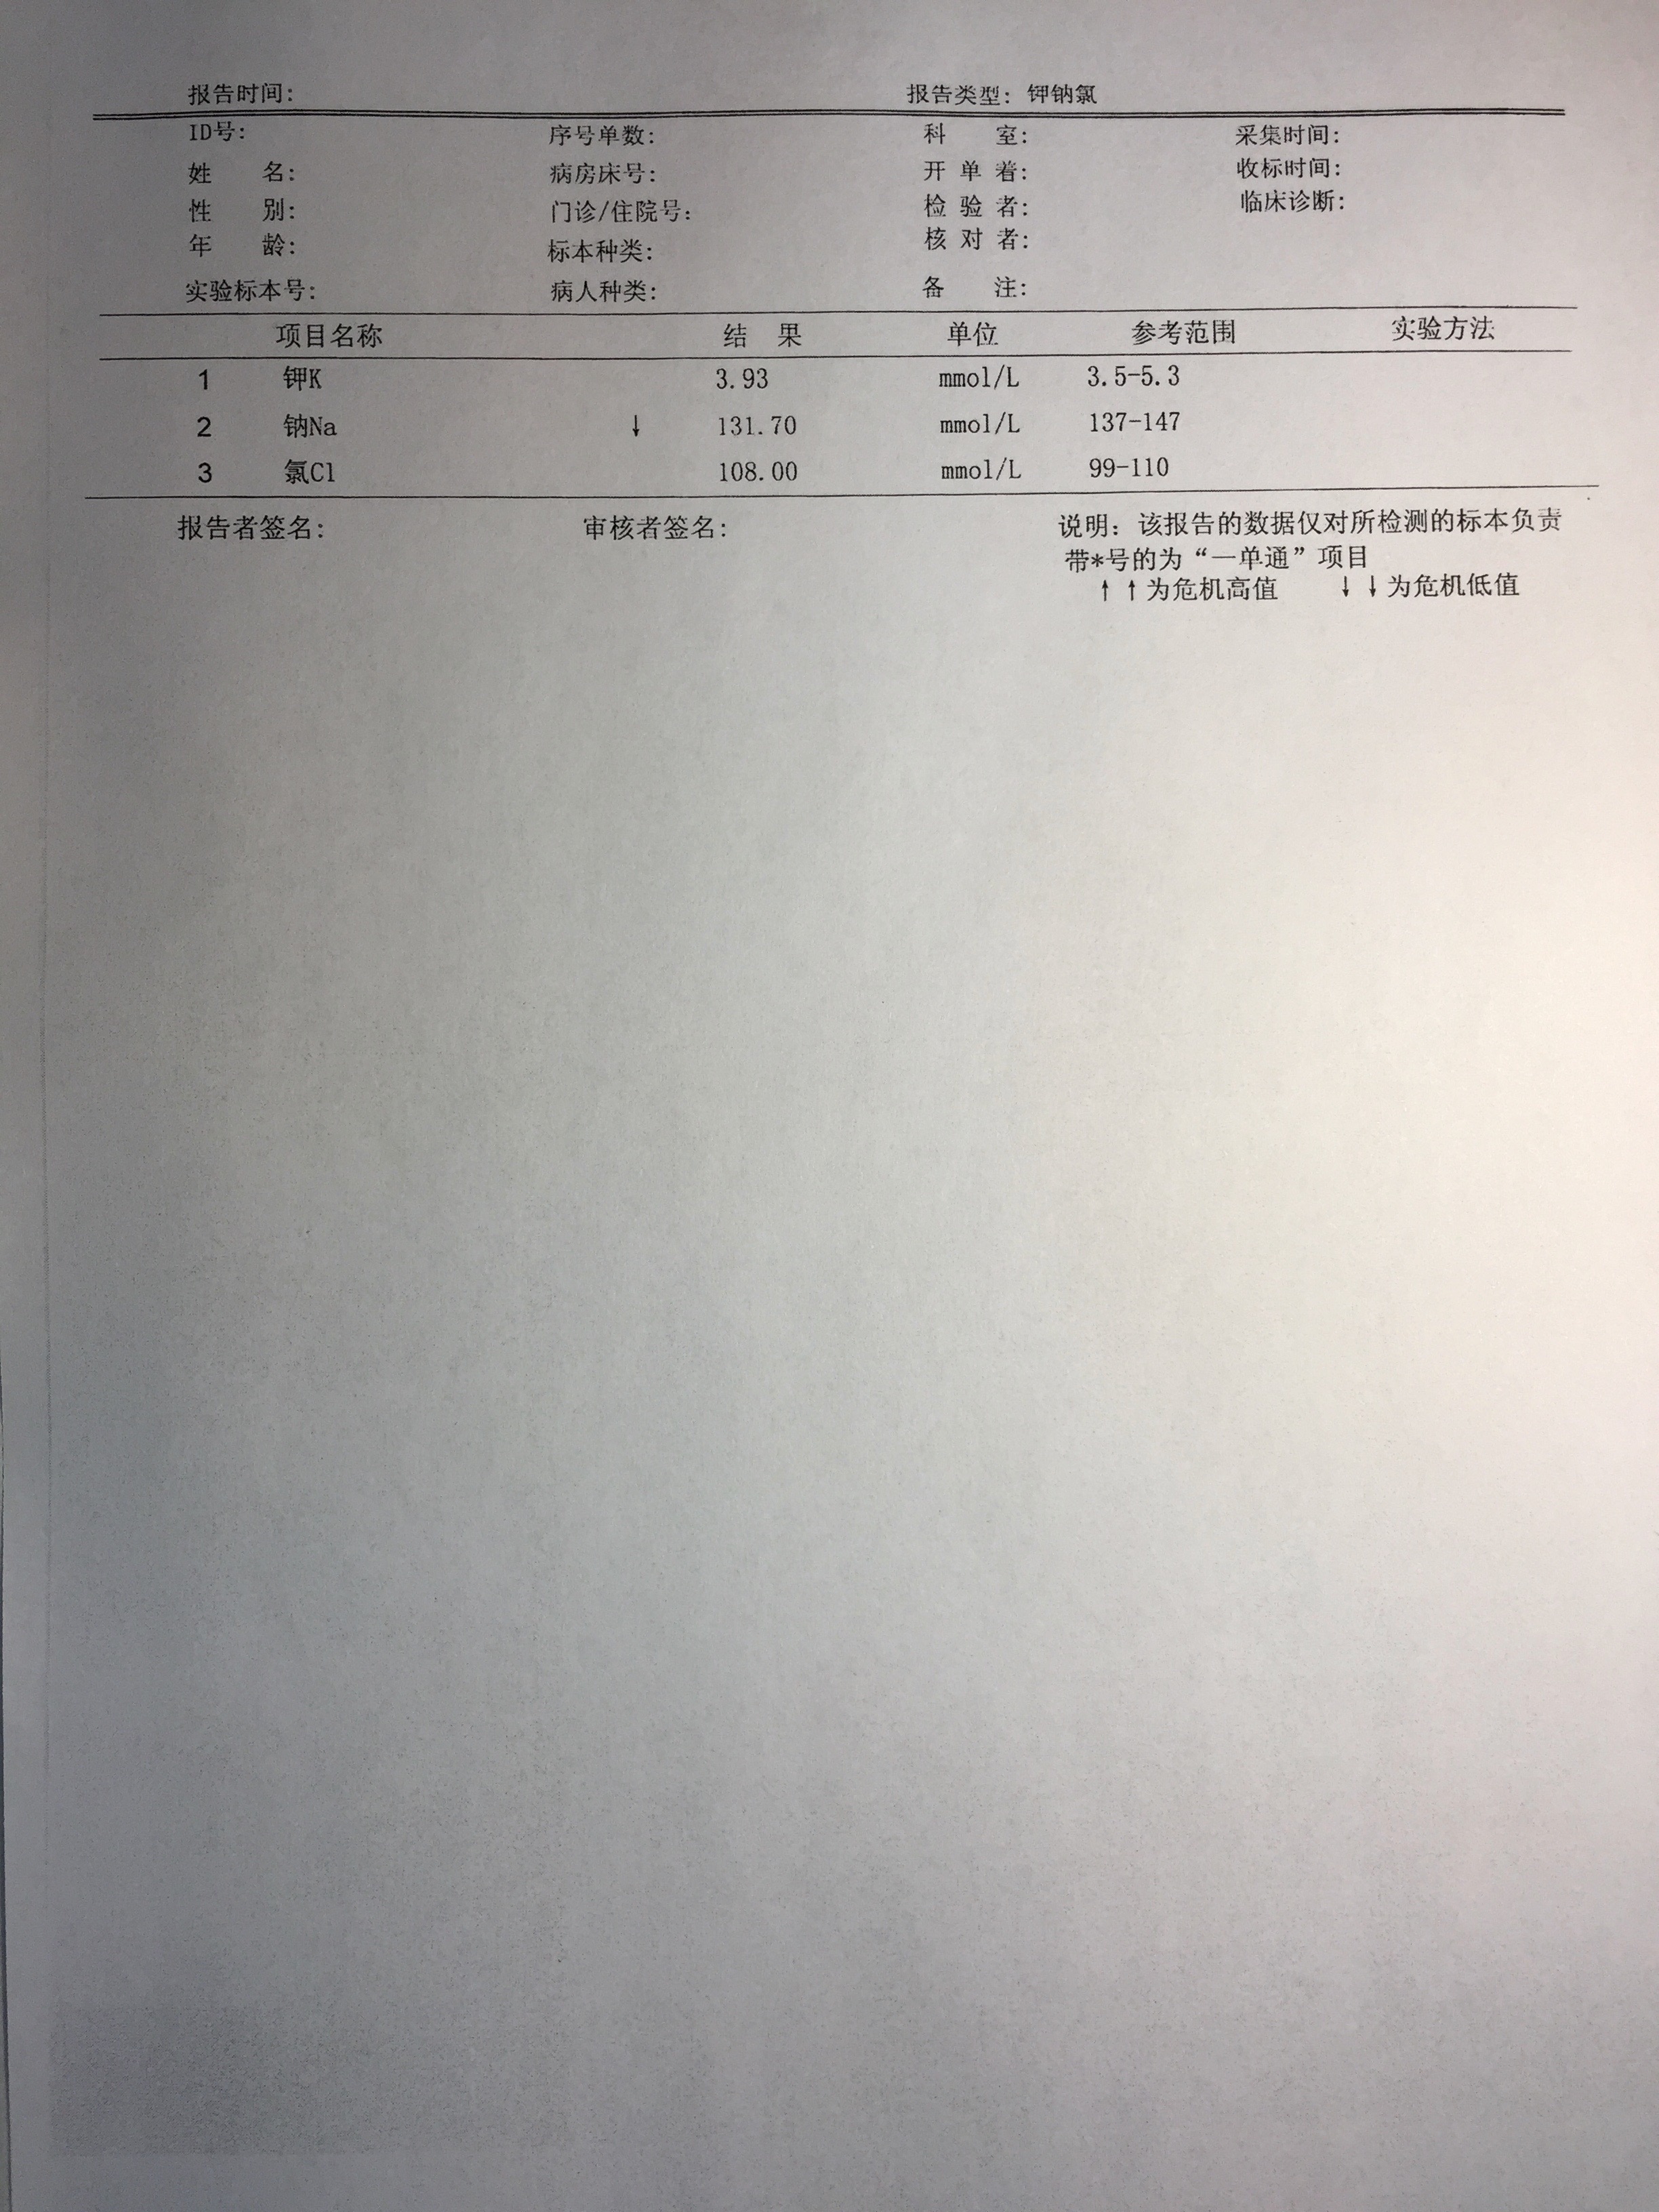 报告时间: 报告类型: 钾钠氯
ID号: 序号单数: 科 室: 采集时间:
姓 名: 病房床号: 开 单 着: 收标时间:
性 别: 门诊/住院号: 检 验 者: 临床诊断:
年 龄: 标本种类: 核 对 者:
实验标本号: 病人种类: 备 注:
项目名称 结 果 单位 参考范围 实验方法
1 钾K 3.93 mmol/L 3.5-5.3
2 钠Na ↓ 131.70 mmol/L 137-147
3 氯Cl 108.00 mmol/L 99-110
报告者签名: 审核者签名: 说明: 该报告的数据仅对所检测的标本负责
带*号的为“一单通”项目
↑↑为危机高值 ↓↓为危机低值